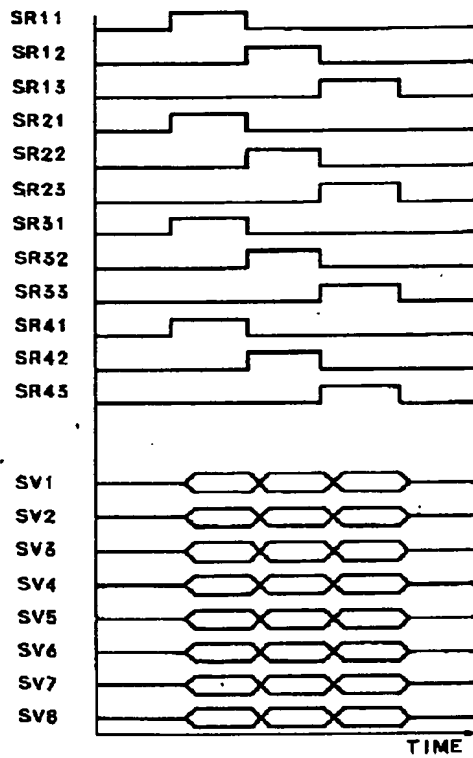 SR11
SR12
SR13
SR21
SR22
SR23
SR31
SR32
SR33
SR41
SR42
SR43
SV1
SV2
SV3
SV4
SV5
SV6
SV7
SV8
TIME